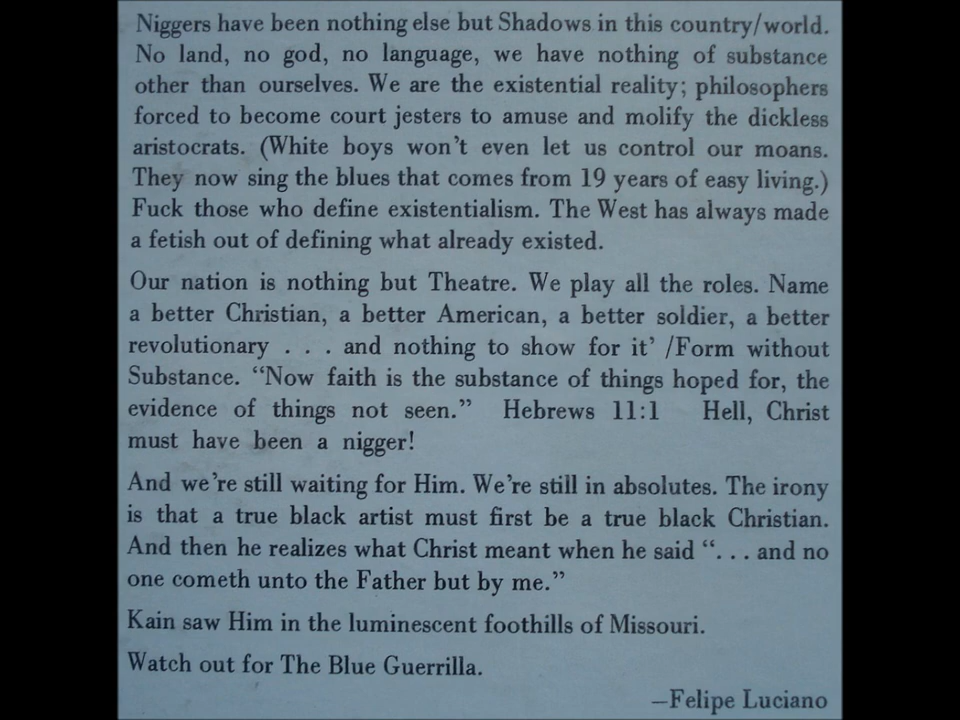 Niggers have been nothing else but Shadows in this country/world.
No land, no god, no language, we have nothing of substance
other than ourselves. We are the existential reality; philosophers
forced to become court jesters to amuse and molify the dickless
aristocrats. (White boys won't even let us control our moans.
They now sing the blues that comes from 19 years of easy living.)
Fuck those who define existentialism. The West has always made
a fetish out of defining what already existed.
Our nation is nothing but Theatre. We play all the roles. Name
a better Christian, a better American, a better soldier, a better
revolutionary . . . and nothing to show for it' /Form without
Substance. “Now faith is the substance of things hoped for, the
evidence of things not seen.” Hebrews 11:1 Hell, Christ
must have been a nigger!
And we're still waiting for Him. We're still in absolutes. The irony
is that a true black artist must first be a true black Christian.
And then he realizes what Christ meant when he said “. . . and no
one cometh unto the Father but by me.”
Kain saw Him in the luminescent foothills of Missouri.
Watch out for The Blue Guerrilla.
—Felipe Luciano